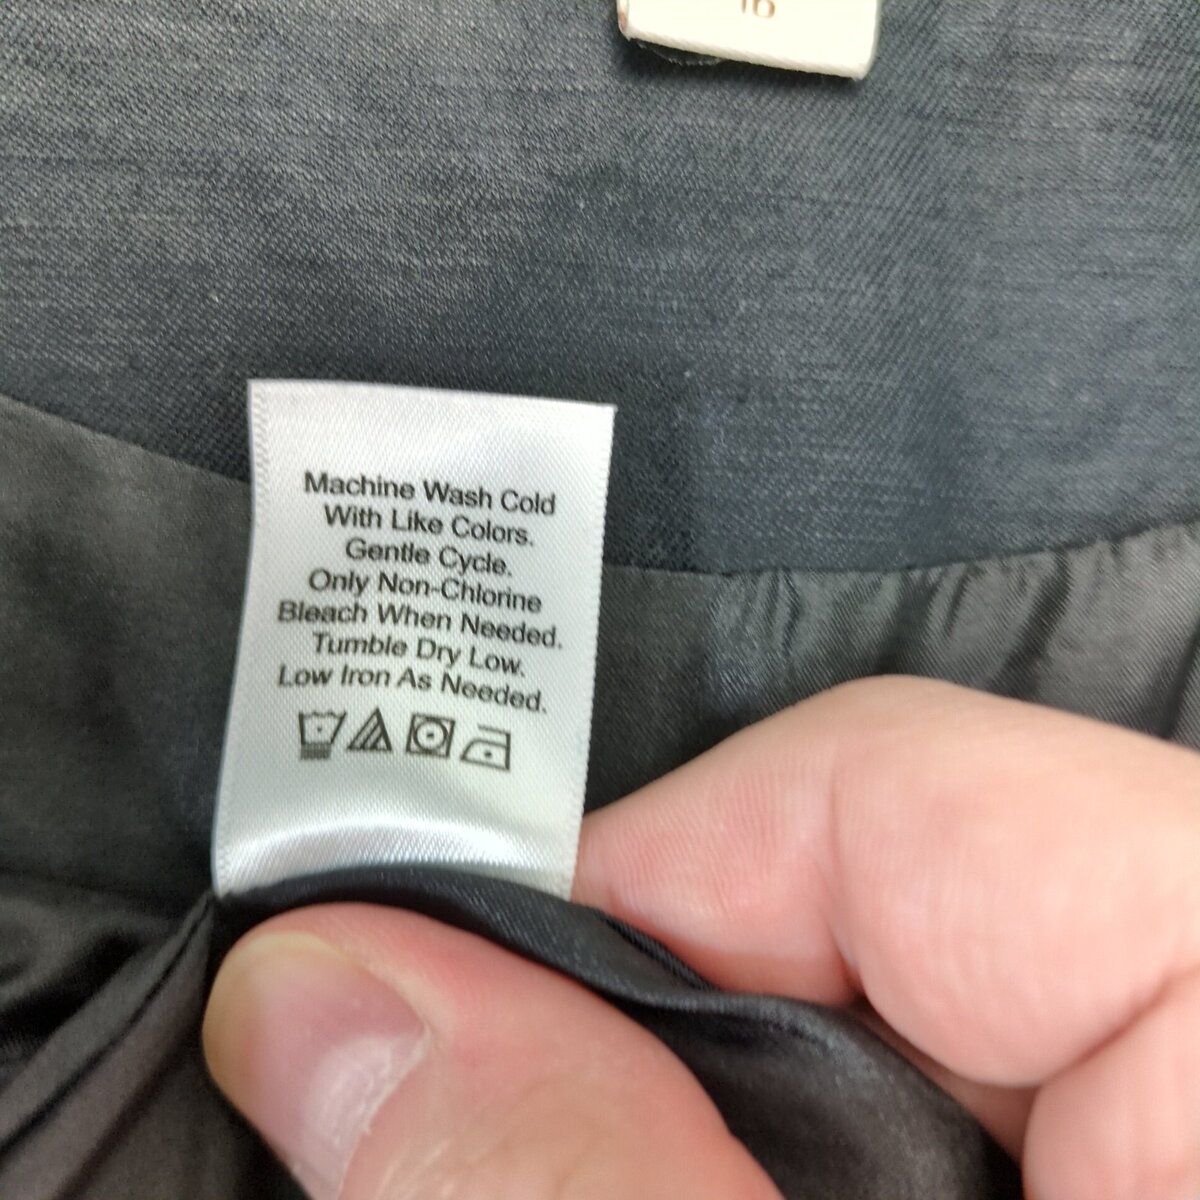 16
Machine Wash Cold
With Like Colors.
Gentle Cycle.
Only Non-Chlorine
Bleach When Needed.
Tumble Dry Low.
Low Iron As Needed.